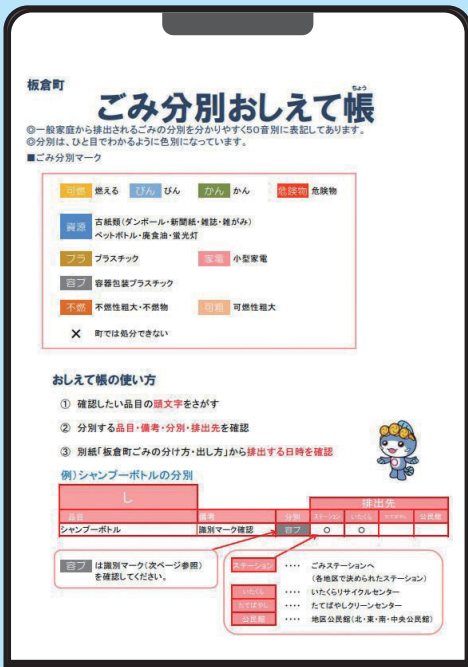 板倉町
ちょう
ごみ分別おしえて帳
◎一般家庭から排出されるごみの分別を分かりやすく50音別に表記してあります。
◎分別は、ひと目でわかるように色別になっています。
■ごみ分別マーク
可燃 燃える びん びん かん かん 危険物 危険物
資源 古紙類(ダンボール・新聞紙・雑誌・雑がみ)
ペットボトル・廃食油・蛍光灯
プラ プラスチック 家電 小型家電
容プ 容器包装プラスチック
不燃 不燃性粗大・不燃物 可粗 可燃性粗大
× 町では処分できない
おしえて帳の使い方
① 確認したい品目の頭文字をさがす
② 分別する品目・備考・分別・排出先を確認
③ 別紙「板倉町ごみの分け方・出し方」から排出する日時を確認
例)シャンプーボトルの分別
し 排出先
品目 備考 分別 ステーション いたくら たてばやし 公民館
シャンプーボトル 識別マーク確認 容プ ○ ○
容プ は識別マーク(次ページ参照)
を確認してください。
ステーション ‥‥ ごみステーションへ
(各地区で決められたステーション)
いたくら ‥‥ いたくらリサイクルセンター
たてばやし ‥‥ たてばやしクリーンセンター
公民館 ‥‥ 地区公民館(北・東・南・中央公民館)